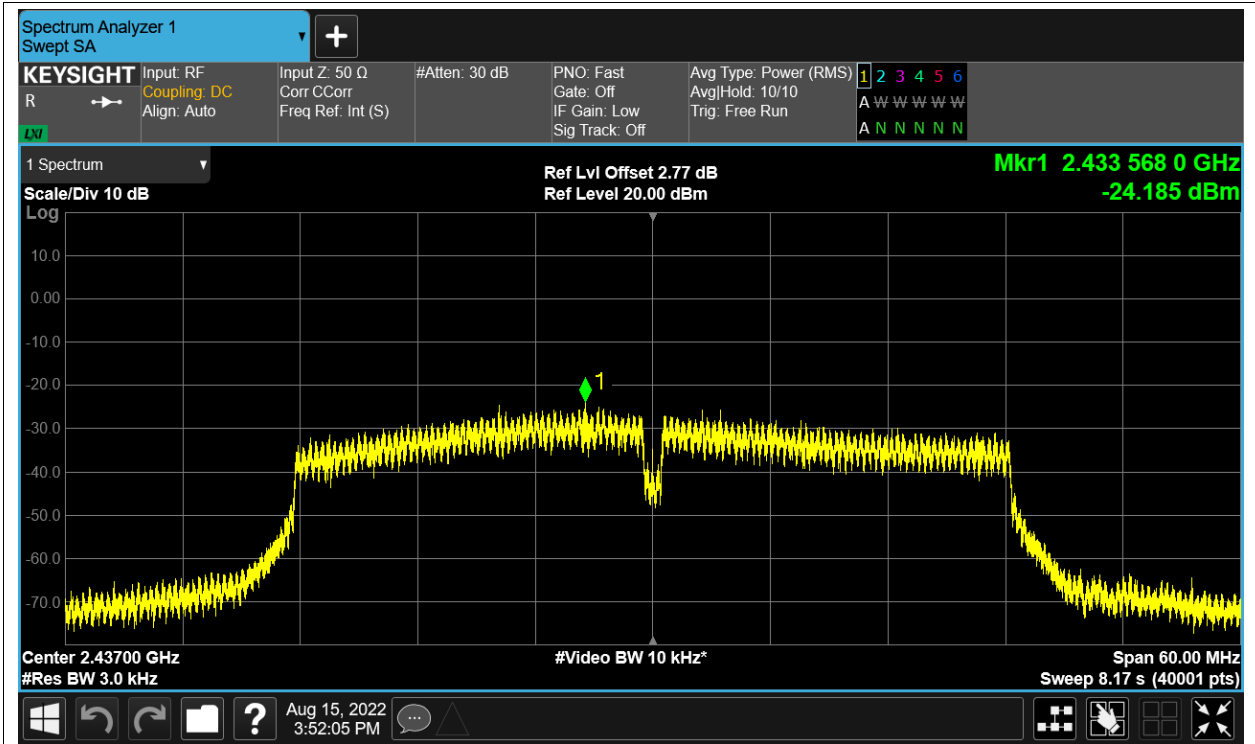 Spectrum Analyzer 1
Swept SA
KEYSIGHT
R
LXI
Input: RF
Coupling: DC
Align: Auto
Input Z: 50 Ω
Corr CCorr
Freq Ref: Int (S)
#Atten: 30 dB
PNO: Fast
Gate: Off
IF Gain: Low
Sig Track: Off
Avg Type: Power (RMS)
Avg|Hold: 10/10
Trig: Free Run
1 2 3 4 5 6
A W W W W W
A N N N N N
1 Spectrum
Scale/Div 10 dB
Ref Lvl Offset 2.77 dB
Ref Level 20.00 dBm
Mkr1 2.433 568 0 GHz
-24.185 dBm
Log
10.0
0.00
-10.0
-20.0
-30.0
-40.0
-50.0
-60.0
-70.0
1
Center 2.43700 GHz
#Res BW 3.0 kHz
#Video BW 10 kHz*
Span 60.00 MHz
Sweep 8.17 s (40001 pts)
?
Aug 15, 2022
3:52:05 PM